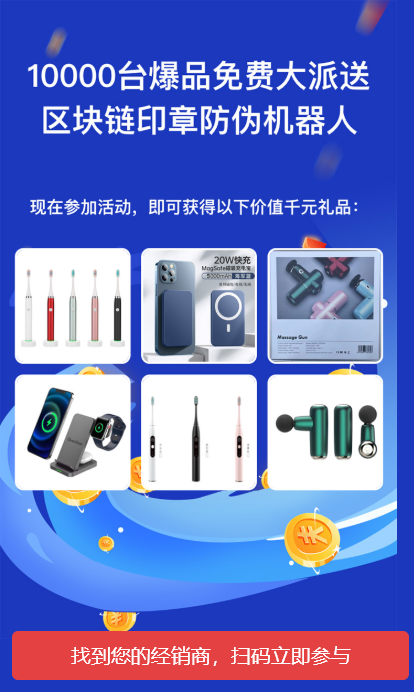 10000台爆品免费大派送
区块链印章防伪机器人
现在参加活动，即可获得以下价值千元礼品：
20W快充
MagSafe磁吸充电宝
5000mAh
Massage Gun
找到您的经销商，扫码立即参与